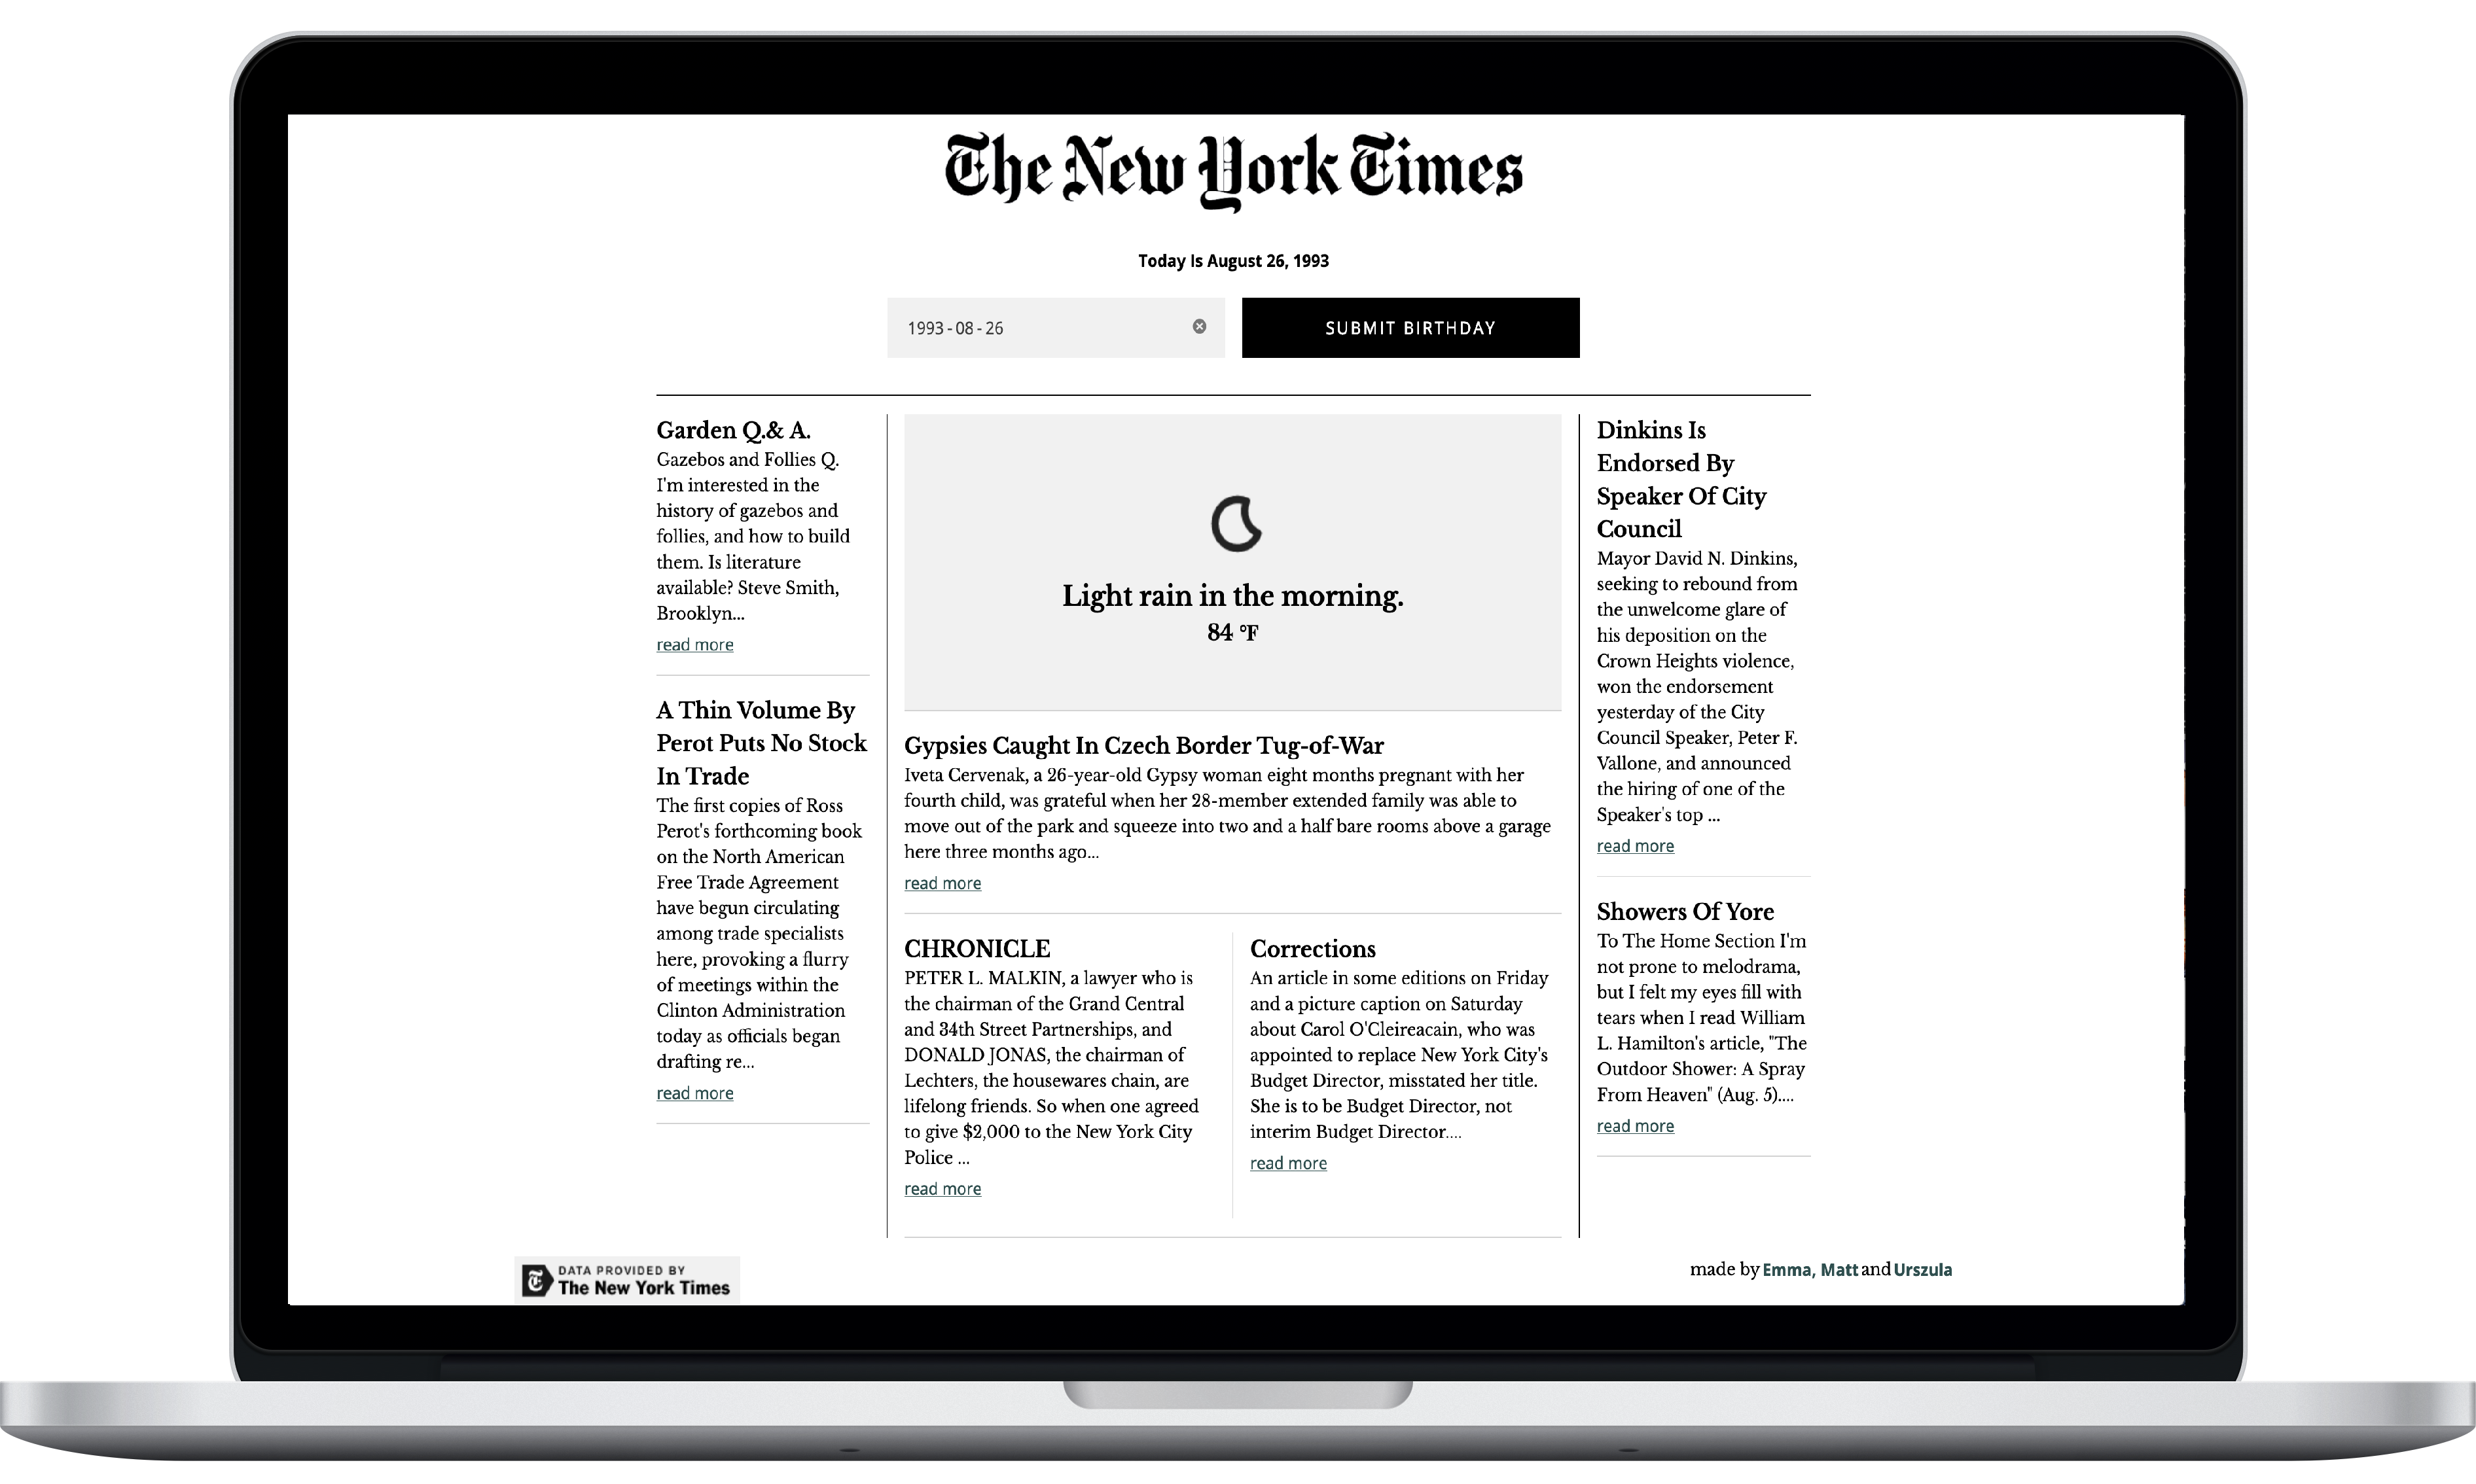 The New York Times
Today Is August 26, 1993
1993-08-26
SUBMIT BIRTHDAY
Garden Q.& A.
Gazebos and Follies Q.
I'm interested in the
history of gazebos and
follies, and how to build
them. Is literature
available? Steve Smith,
Brooklyn...
read more
A Thin Volume By
Perot Puts No Stock
In Trade
The first copies of Ross
Perot's forthcoming book
on the North American
Free Trade Agreement
have begun circulating
among trade specialists
here, provoking a flurry
of meetings within the
Clinton Administration
today as officials began
drafting re...
read more
Light rain in the morning.
84 °F
Gypsies Caught In Czech Border Tug-of-War
Iveta Cervenak, a 26-year-old Gypsy woman eight months pregnant with her
fourth child, was grateful when her 28-member extended family was able to
move out of the park and squeeze into two and a half bare rooms above a garage
here three months ago...
read more
CHRONICLE
PETER L. MALKIN, a lawyer who is
the chairman of the Grand Central
and 34th Street Partnerships, and
DONALD JONAS, the chairman of
Lechters, the housewares chain, are
lifelong friends. So when one agreed
to give $2,000 to the New York City
Police ...
read more
Corrections
An article in some editions on Friday
and a picture caption on Saturday
about Carol O'Cleireacain, who was
appointed to replace New York City's
Budget Director, misstated her title.
She is to be Budget Director, not
interim Budget Director....
read more
Dinkins Is
Endorsed By
Speaker Of City
Council
Mayor David N. Dinkins,
seeking to rebound from
the unwelcome glare of
his deposition on the
Crown Heights violence,
won the endorsement
yesterday of the City
Council Speaker, Peter F.
Vallone, and announced
the hiring of one of the
Speaker's top ...
read more
Showers Of Yore
To The Home Section I'm
not prone to melodrama,
but I felt my eyes fill with
tears when I read William
L. Hamilton's article, "The
Outdoor Shower: A Spray
From Heaven" (Aug. 5)....
read more
DATA PROVIDED BY
The New York Times
made by Emma, Matt and Urszula